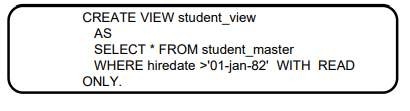 CREATE VIEW student_view
AS
SELECT * FROM student_master
WHERE hiredate >'01-jan-82' WITH READ
ONLY.